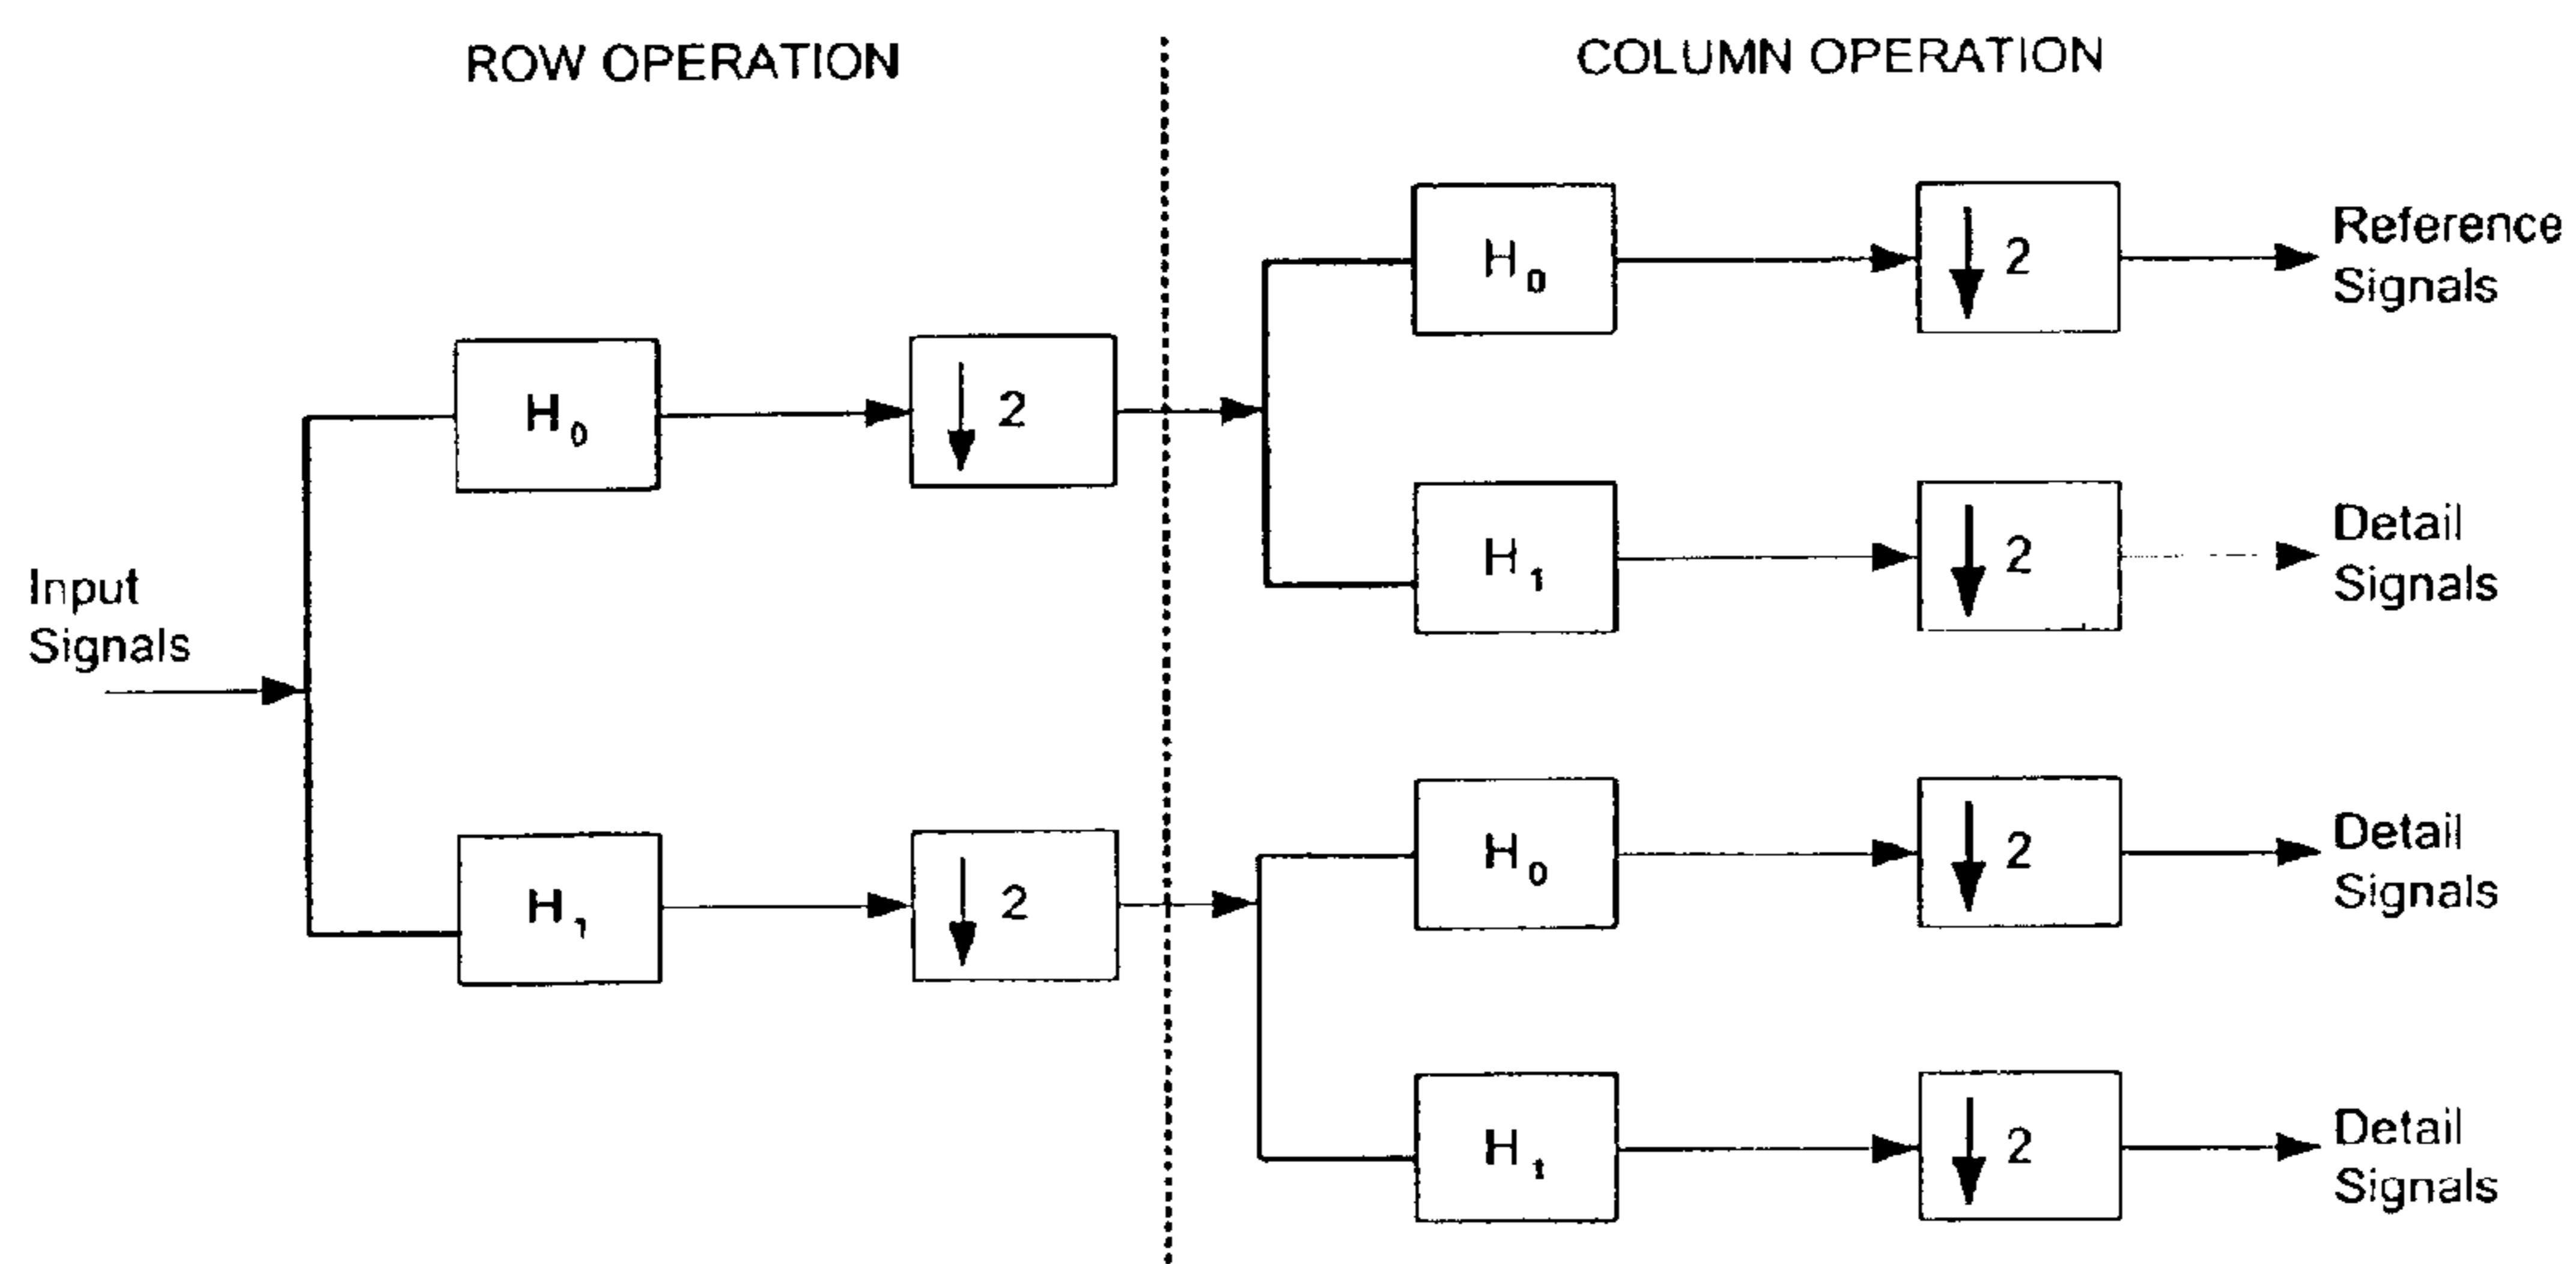 ROW OPERATION
COLUMN OPERATION
Input
Signals
H0
↓ 2
H1
↓ 2
H0
↓ 2
Reference
Signals
H1
↓ 2
Detail
Signals
H0
↓ 2
Detail
Signals
H1
↓ 2
Detail
Signals